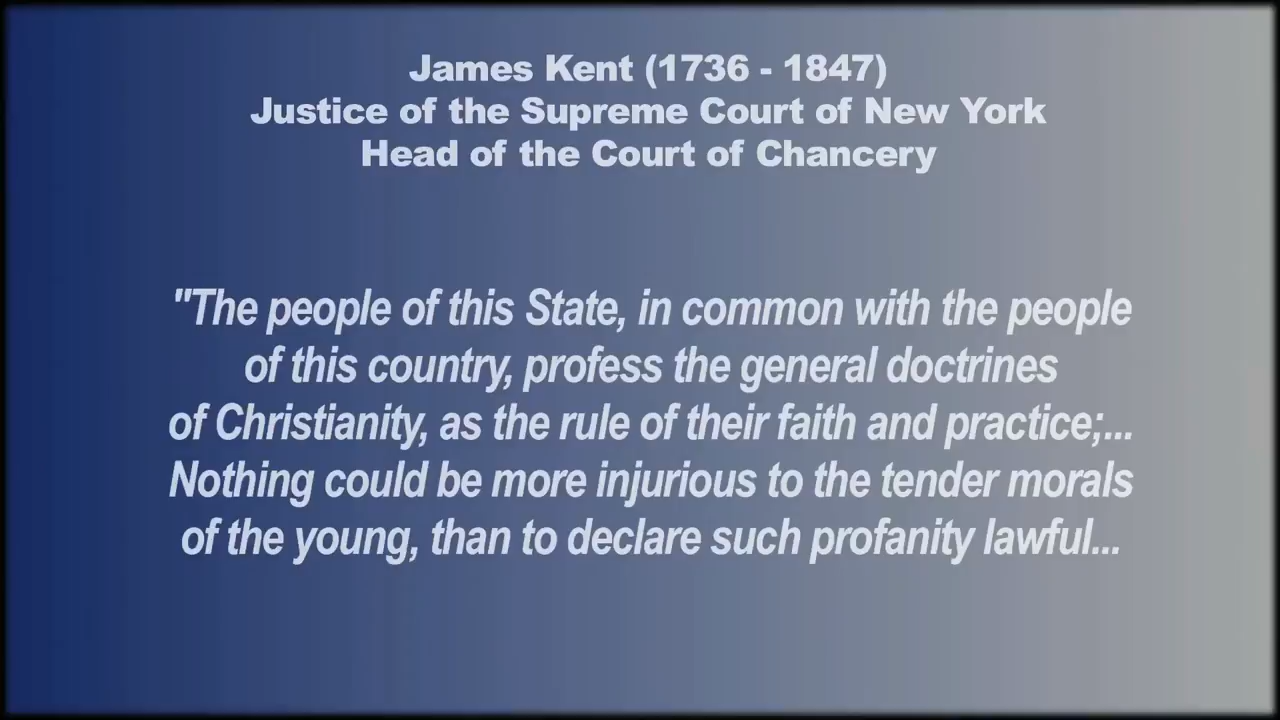 James Kent (1736 - 1847)
Justice of the Supreme Court of New York
Head of the Court of Chancery
"The people of this State, in common with the people
of this country, profess the general doctrines
of Christianity, as the rule of their faith and practice;...
Nothing could be more injurious to the tender morals
of the young, than to declare such profanity lawful...